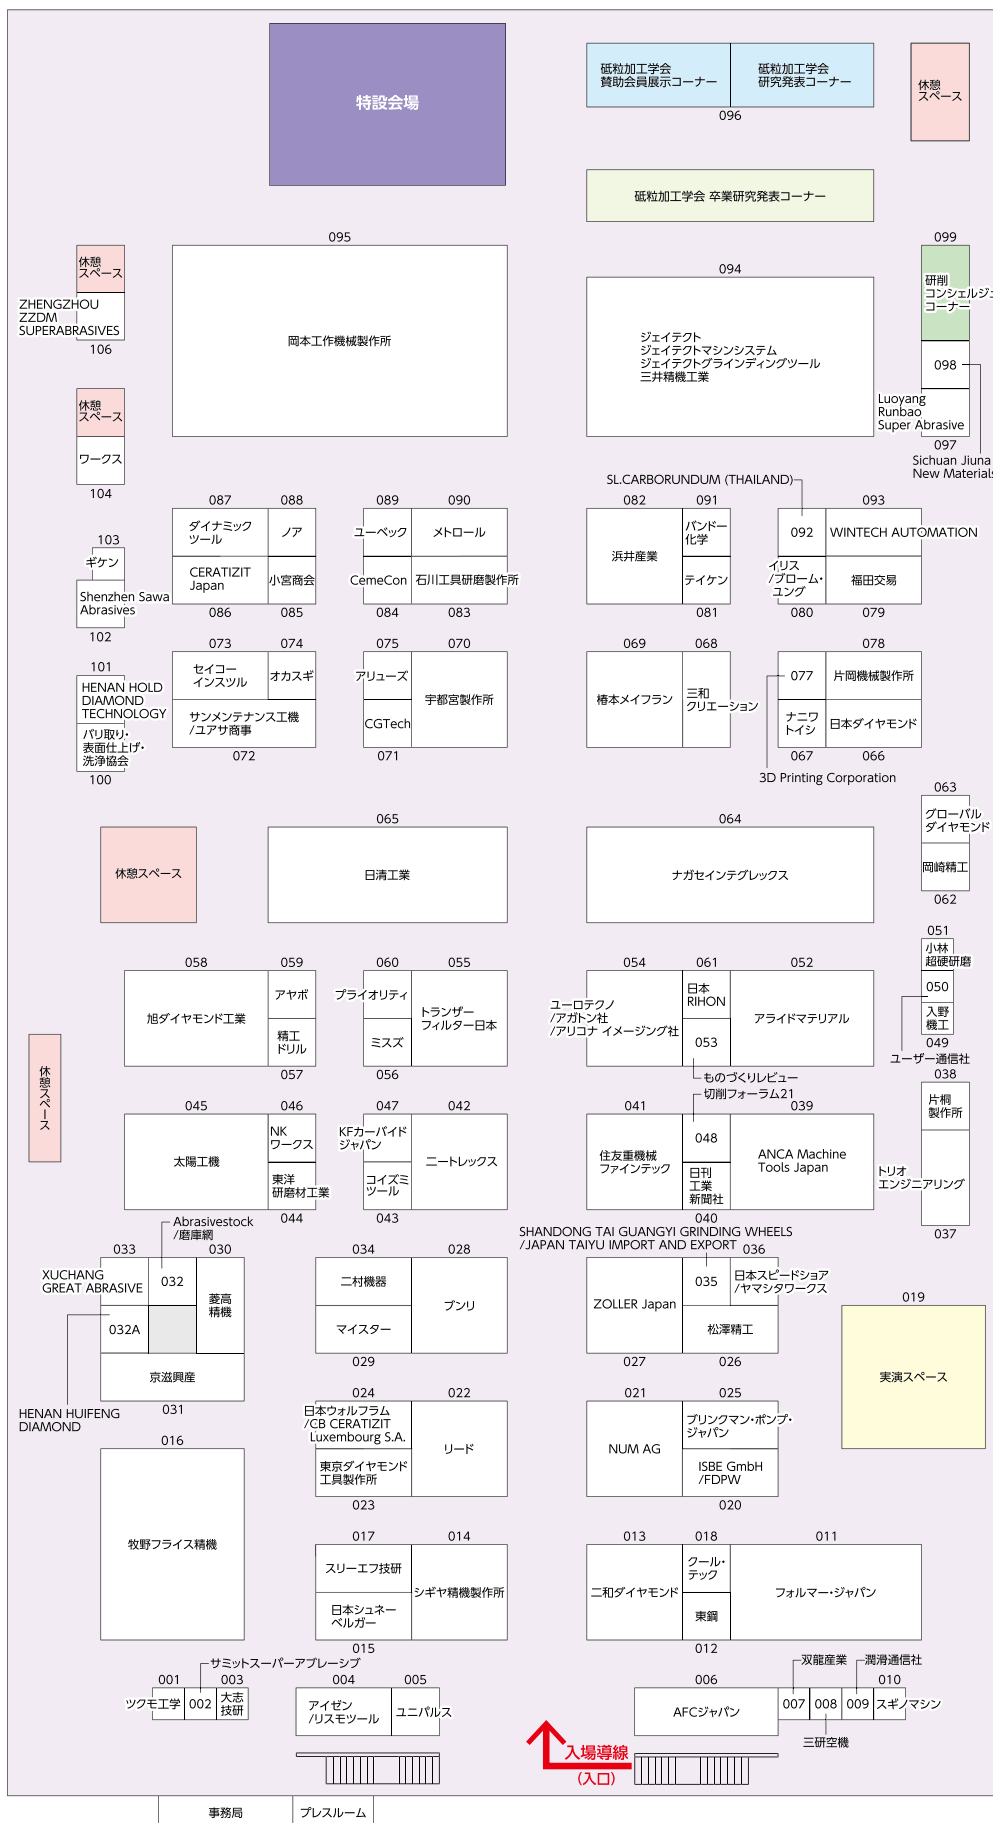 特設会場
砥粒加工学会
賛助会員展示コーナー
砥粒加工学会
研究発表コーナー
096
休憩
スペース
砥粒加工学会 卒業研究発表コーナー
095
岡本工作機械製作所
094
ジェイテクト
ジェイテクトマシンシステム
ジェイテクトグラインディングツール
三井精機工業
099
研削
コンシェルジュ
コーナー
098
Luoyang
Runbao
Super Abrasive
097
Sichuan Jiuna
New Materials
休憩
スペース
ZHENGZHOU
ZZDM
SUPERABRASIVES
106
休憩
スペース
ワークス
104
103
ギケン
Shenzhen Sawa
Abrasives
102
101
HENAN HOLD
DIAMOND
TECHNOLOGY
バリ取り・
表面仕上げ・
洗浄協会
100
087
ダイナミック
ツール
088
ノア
CERATIZIT
Japan
086
小宮商会
085
089
ユーベック
090
メトロール
CemeCon
084
石川工具研磨製作所
083
SL.CARBORUNDUM (THAILAND)
082
浜井産業
091
バンドー
化学
テイケン
081
092
093
WINTECH AUTOMATION
イリス
/ブローム・
ユング
080
福田交易
079
073
セイコー
インスツル
074
オカスギ
サンメンテナンス工機
/ユアサ商事
072
075
アリューズ
CGTech
071
070
宇都宮製作所
069
椿本メイフラン
068
三和
クリエーション
077
078
片岡機械製作所
ナニワ
トイシ
067
日本ダイヤモンド
066
3D Printing Corporation
063
グローバル
ダイヤモンド
岡崎精工
062
休憩スペース
065
日清工業
064
ナガセインテグレックス
051
小林
超硬研磨
050
入野
機工
049
ユーザー通信社
058
旭ダイヤモンド工業
059
アヤボ
精工
ドリル
057
060
プライオリティ
ミスズ
056
055
トランザー
フィルター日本
054
ユーロテクノ
/アガトン社
/アリコナ イメージング社
061
日本
RIHON
053
052
アライドマテリアル
ものづくりレビュー
切削フォーラム21
休憩スペース
045
太陽工機
046
NK
ワークス
東洋
研磨材工業
044
047
KFカーバイド
ジャパン
コイズミ
ツール
043
042
ニートレックス
041
住友重機械
ファインテック
048
日刊
工業
新聞社
040
039
ANCA Machine
Tools Japan
038
片桐
製作所
トリオ
エンジニアリング
037
Abrasivestock
/磨庫網
033
XUCHANG
GREAT ABRASIVE
032
030
菱高
精機
032A
京滋興産
031
HENAN HUIFENG
DIAMOND
034
二村機器
マイスター
029
028
ブンリ
SHANDONG TAI GUANGYI GRINDING WHEELS
/JAPAN TAIYU IMPORT AND EXPORT
ZOLLER Japan
027
035
036
日本スピードショア
/ヤマシタワークス
松澤精工
026
019
実演スペース
016
牧野フライス精機
024
日本ウォルフラム
/CB CERATIZIT
Luxembourg S.A.
東京ダイヤモンド
工具製作所
023
022
リード
021
NUM AG
025
ブリンクマン・ポンプ・
ジャパン
ISBE GmbH
/FDPW
020
017
スリーエフ技研
日本シュネー
ベルガー
015
014
シギヤ精機製作所
013
二和ダイヤモンド
018
クール・
テック
東鋼
012
011
フォルマー・ジャパン
サミットスーパーアブレーシブ
001
ツクモ工学
002
003
大志
技研
004
アイゼン
/リスモツール
005
ユニパルス
006
AFCジャパン
双龍産業
007
008
三研空機
潤滑通信社
009
010
スギノマシン
入場導線
(入口)
事務局
プレスルーム